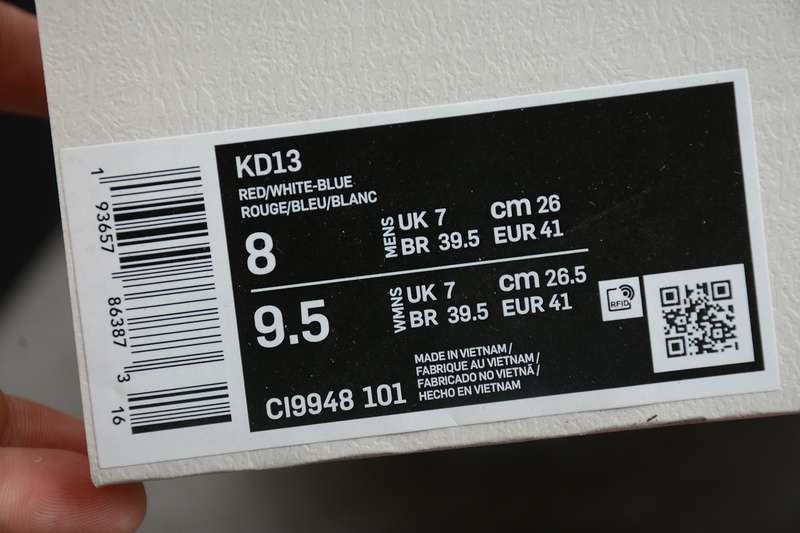 1 93657 86387 3 16
KD13
RED/WHITE-BLUE
ROUGE/BLEU/BLANC
8
MENS
UK 7 cm 26
BR 39.5 EUR 41
9.5
WMNS
UK 7 cm 26.5
BR 39.5 EUR 41
RFID
CI9948 101
MADE IN VIETNAM/
FABRIQUE AU VIETNAM/
FABRICADO NO VIETNÃ/
HECHO EN VIETNAM